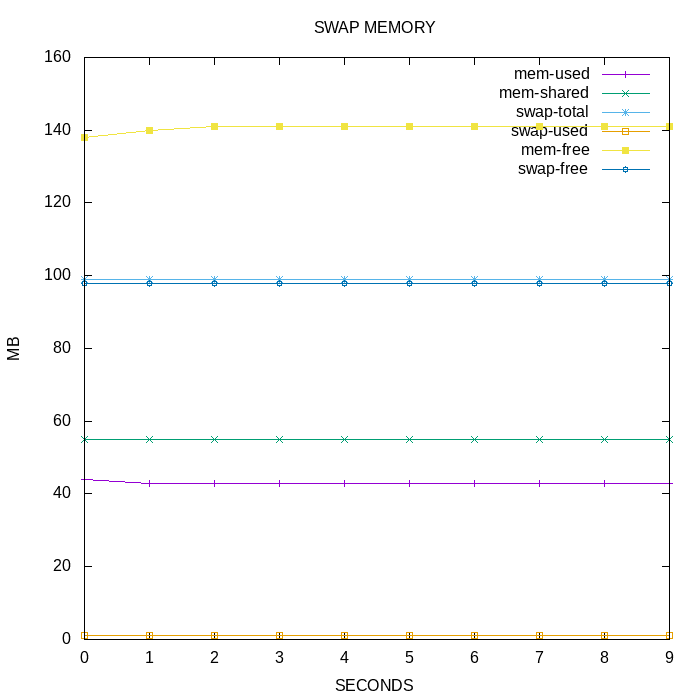 SWAP MEMORY
160
140
120
100
80
60
40
20
0
MB
mem-used
mem-shared
swap-total
swap-used
mem-free
swap-free
0 1 2 3 4 5 6 7 8 9
SECONDS